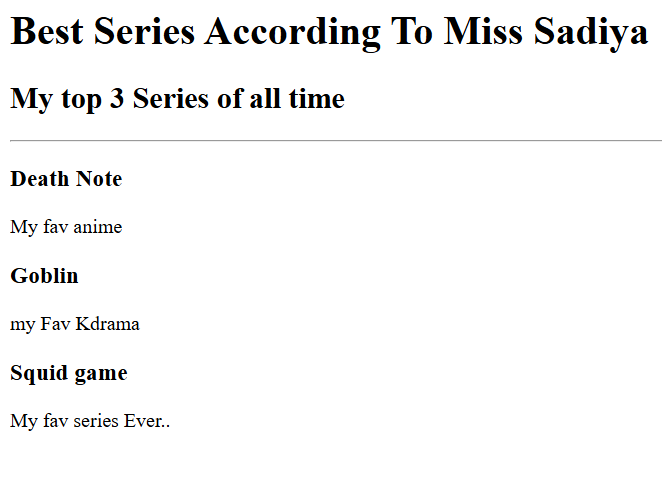 Best Series According To Miss Sadiya
My top 3 Series of all time
Death Note
My fav anime
Goblin
my Fav Kdrama
Squid game
My fav series Ever..